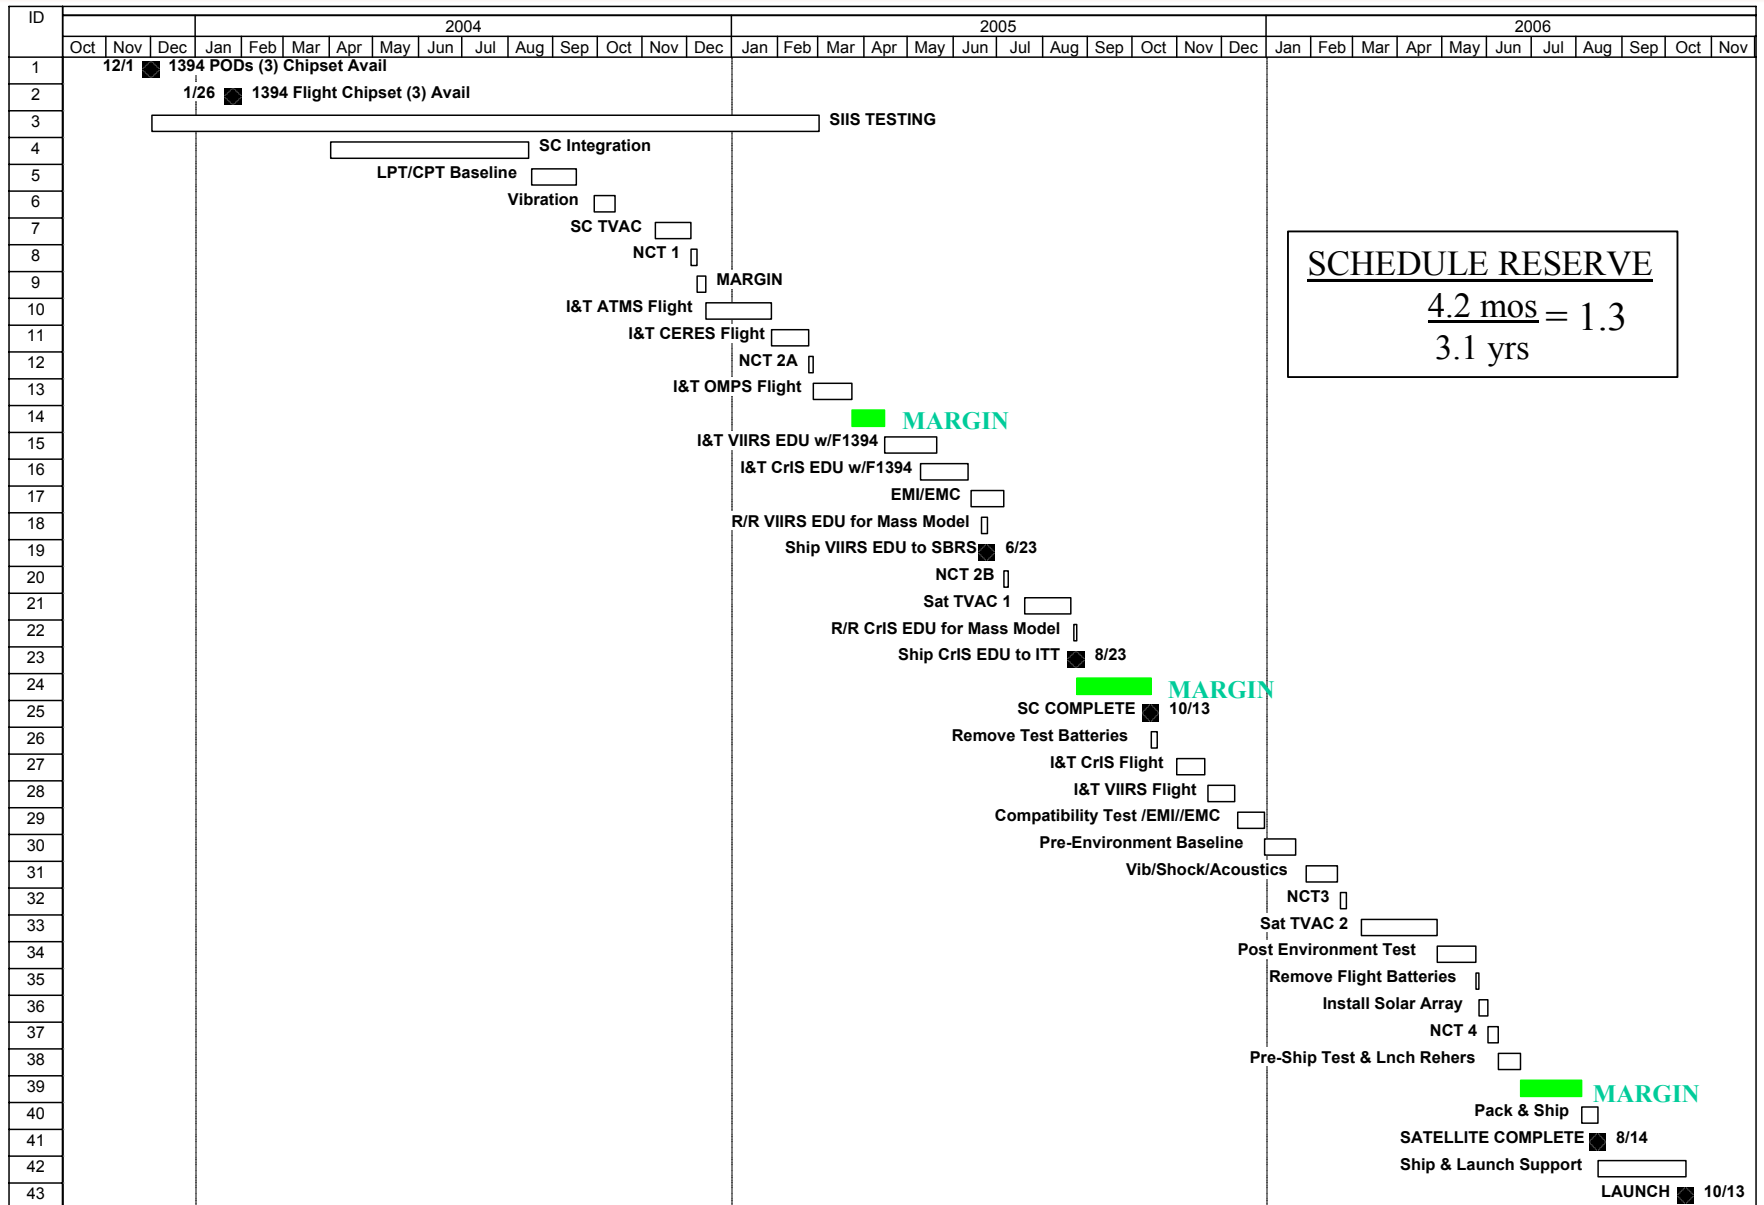 ID
2004 2005 2006
Oct Nov Dec Jan Feb Mar Apr May Jun Jul Aug Sep Oct Nov Dec Jan Feb Mar Apr May Jun Jul Aug Sep Oct Nov Dec Jan Feb Mar Apr May Jun Jul Aug Sep Oct Nov
1 12/1 1394 PODs (3) Chipset Avail
2 1/26 1394 Flight Chipset (3) Avail
3 SIIS TESTING
4 SC Integration
5 LPT/CPT Baseline
6 Vibration
7 SC TVAC
8 NCT 1
9 MARGIN
10 I&T ATMS Flight
11 I&T CERES Flight
12 NCT 2A
13 I&T OMPS Flight
14 MARGIN
15 I&T VIIRS EDU w/F1394
16 I&T CrIS EDU w/F1394
17 EMI/EMC
18 R/R VIIRS EDU for Mass Model
19 Ship VIIRS EDU to SBRS 6/23
20 NCT 2B
21 Sat TVAC 1
22 R/R CrIS EDU for Mass Model
23 Ship CrIS EDU to ITT 8/23
24 MARGIN
25 SC COMPLETE 10/13
26 Remove Test Batteries
27 I&T CrIS Flight
28 I&T VIIRS Flight
29 Compatibility Test /EMI//EMC
30 Pre-Environment Baseline
31 Vib/Shock/Acoustics
32 NCT3
33 Sat TVAC 2
34 Post Environment Test
35 Remove Flight Batteries
36 Install Solar Array
37 NCT 4
38 Pre-Ship Test & Lnch Rehers
39 MARGIN
40 Pack & Ship
41 SATELLITE COMPLETE 8/14
42 Ship & Launch Support
43 LAUNCH 10/13
SCHEDULE RESERVE
4.2 mos = 1.3
3.1 yrs